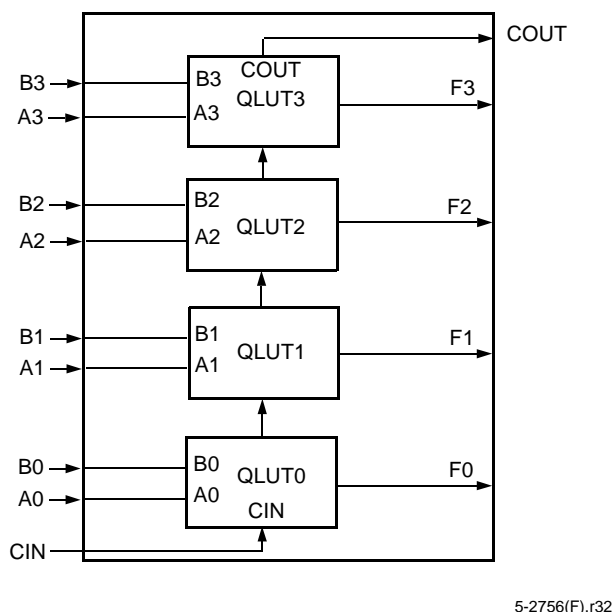 COUT
B3
A3
B3
A3
COUT
QLUT3
F3
B2
A2
B2
A2
QLUT2
F2
B1
A1
B1
A1
QLUT1
F1
B0
A0
B0
A0
QLUT0
CIN
F0
CIN
5-2756(F).r32